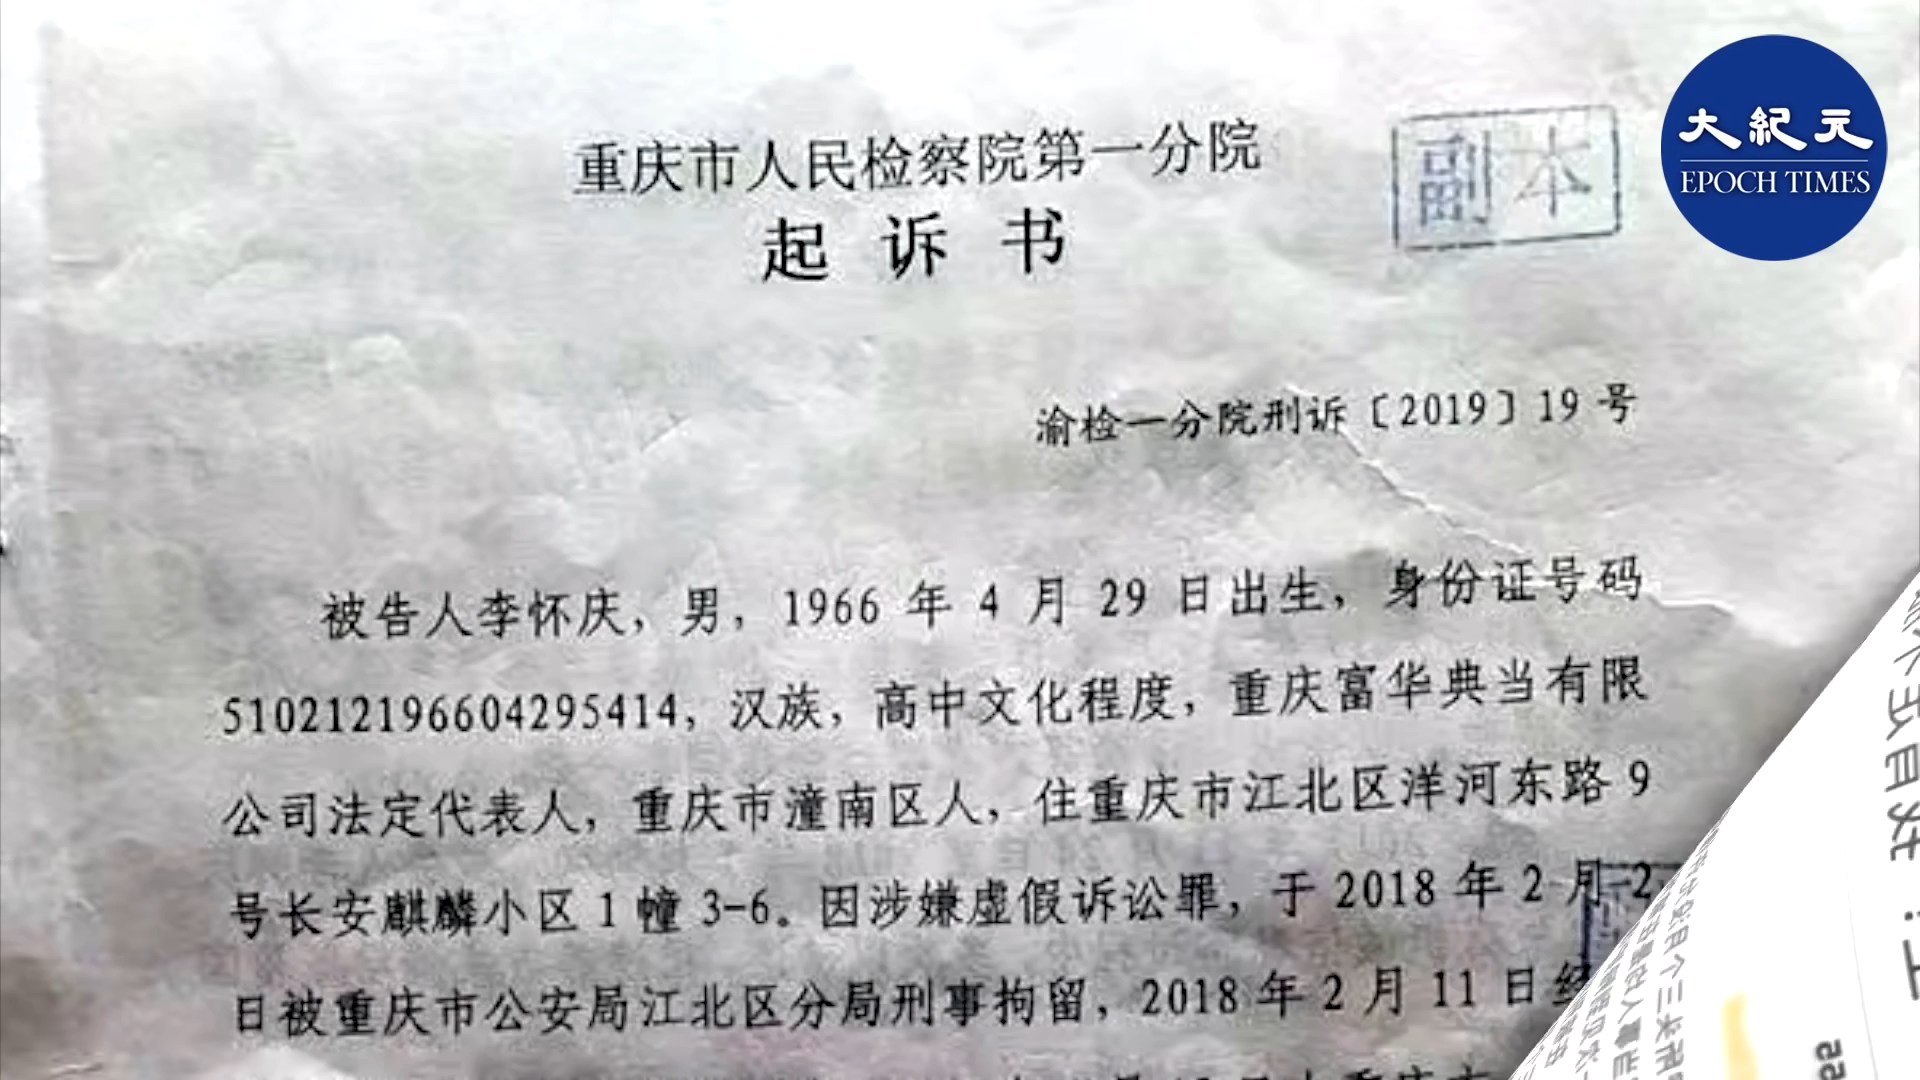 大紀元
EPOCH TIMES
副本
重庆市人民检察院第一分院
起诉书
渝检一分院刑诉〔2019〕19号
被告人李怀庆，男，1966年4月29日出生，身份证号码
510212196604295414，汉族，高中文化程度，重庆富华典当有限
公司法定代表人，重庆市潼南区人，住重庆市江北区洋河东路9
号长安麒麟小区1幢3-6。因涉嫌虚假诉讼罪，于2018年2月2
日被重庆市公安局江北区分局刑事拘留，2018年2月11日经